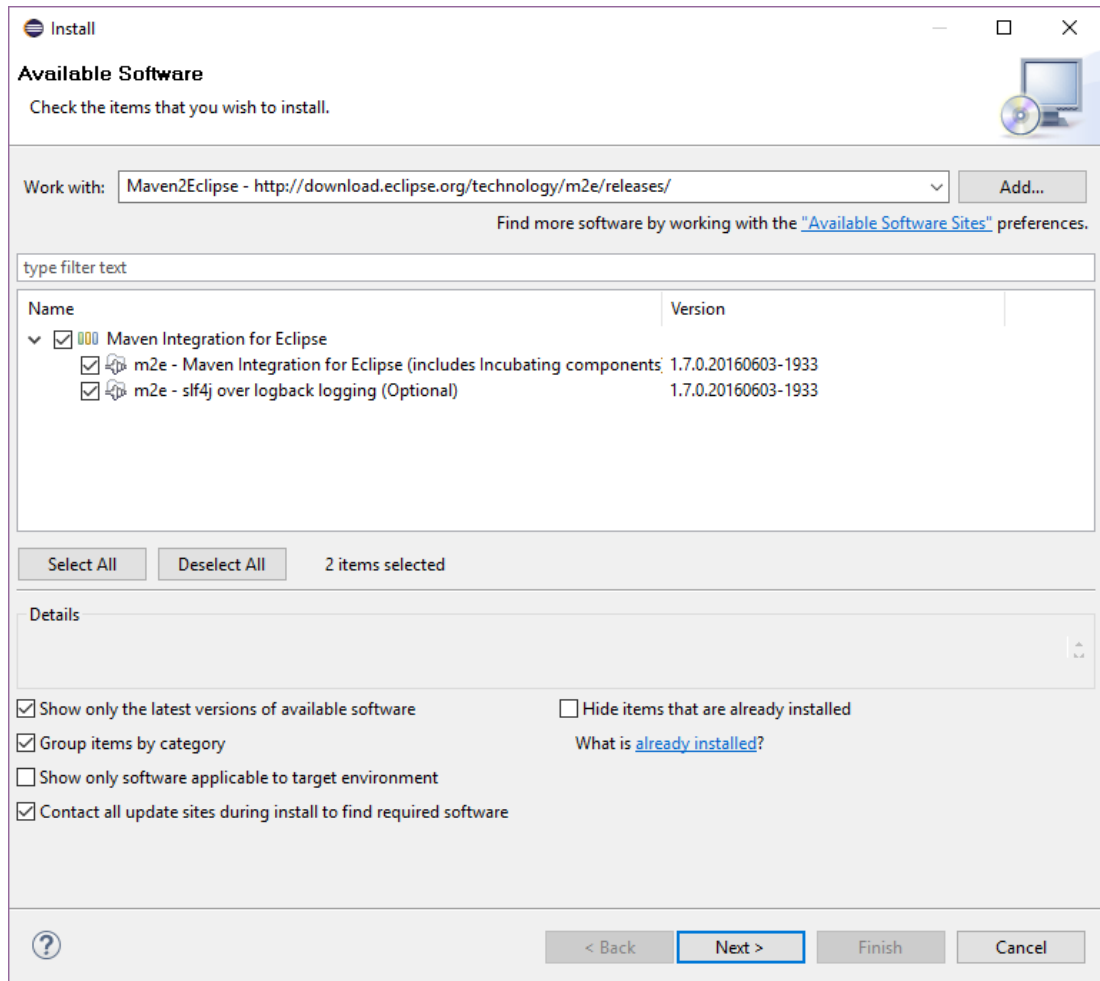 Install
Available Software
Check the items that you wish to install.
Work with: Maven2Eclipse - http://download.eclipse.org/technology/m2e/releases/ Add...
Find more software by working with the "Available Software Sites" preferences.
type filter text
Name Version
Maven Integration for Eclipse
m2e - Maven Integration for Eclipse (includes Incubating components) 1.7.0.20160603-1933
m2e - slf4j over logback logging (Optional) 1.7.0.20160603-1933
Select All Deselect All 2 items selected
Details
Show only the latest versions of available software Hide items that are already installed
Group items by category What is already installed?
Show only software applicable to target environment
Contact all update sites during install to find required software
? < Back Next > Finish Cancel